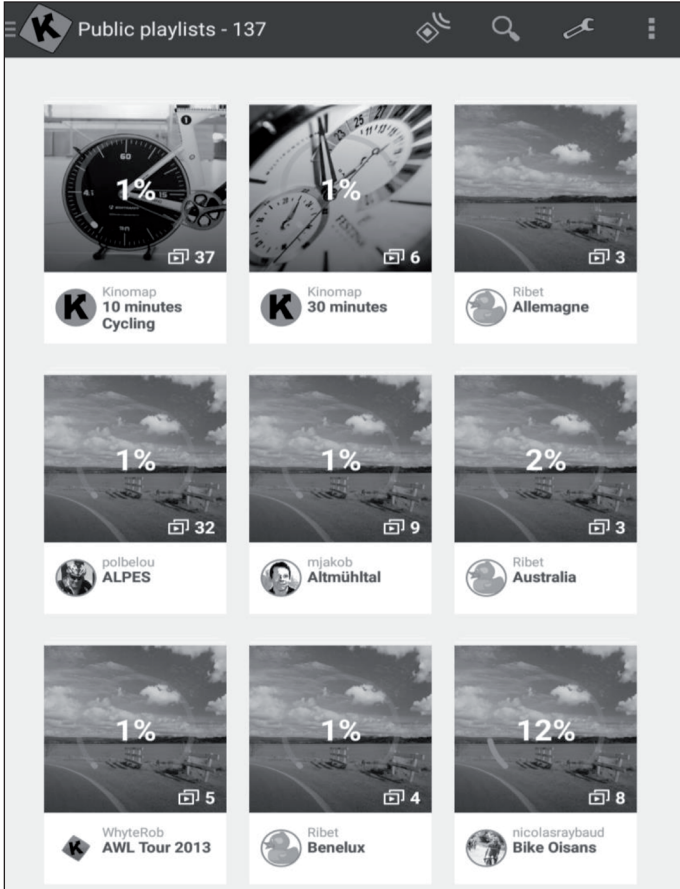 Public playlists - 137
1%
37
Kinomap
10 minutes
Cycling
1%
6
Kinomap
30 minutes
3
Ribet
Allemagne
1%
32
polbelou
ALPES
1%
9
mjakob
Altmühltal
2%
3
Ribet
Australia
1%
5
WhyteRob
AWL Tour 2013
1%
4
Ribet
Benelux
12%
8
nicolasraybaud
Bike Oisans